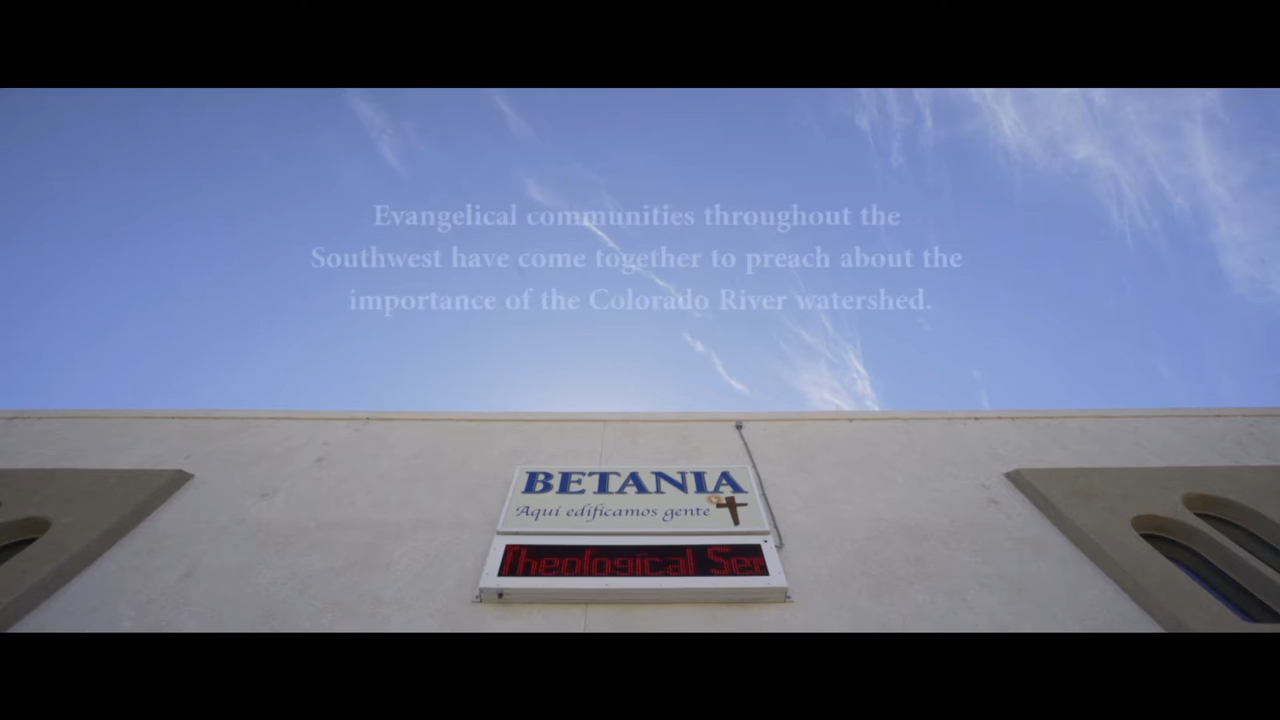 Evangelical communities throughout the
Southwest have come together to preach about the
importance of the Colorado River watershed.
BETANIA
Aquí edificamos gente
Theological